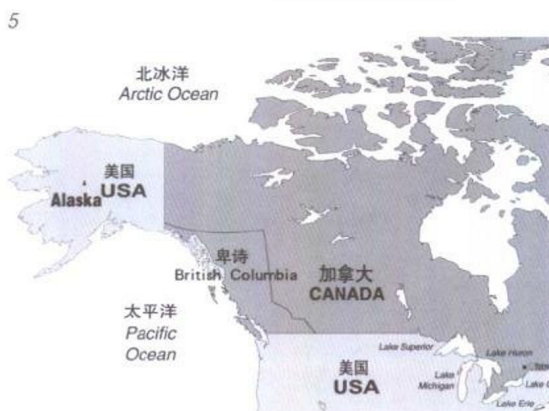 5
北冰洋
Arctic Ocean
美国
USA
Alaska
卑诗
British Columbia
加拿大
CANADA
太平洋
Pacific
Ocean
美国
USA
Lake Superior
Lake Huron
Lake
Michigan
Lake Erie